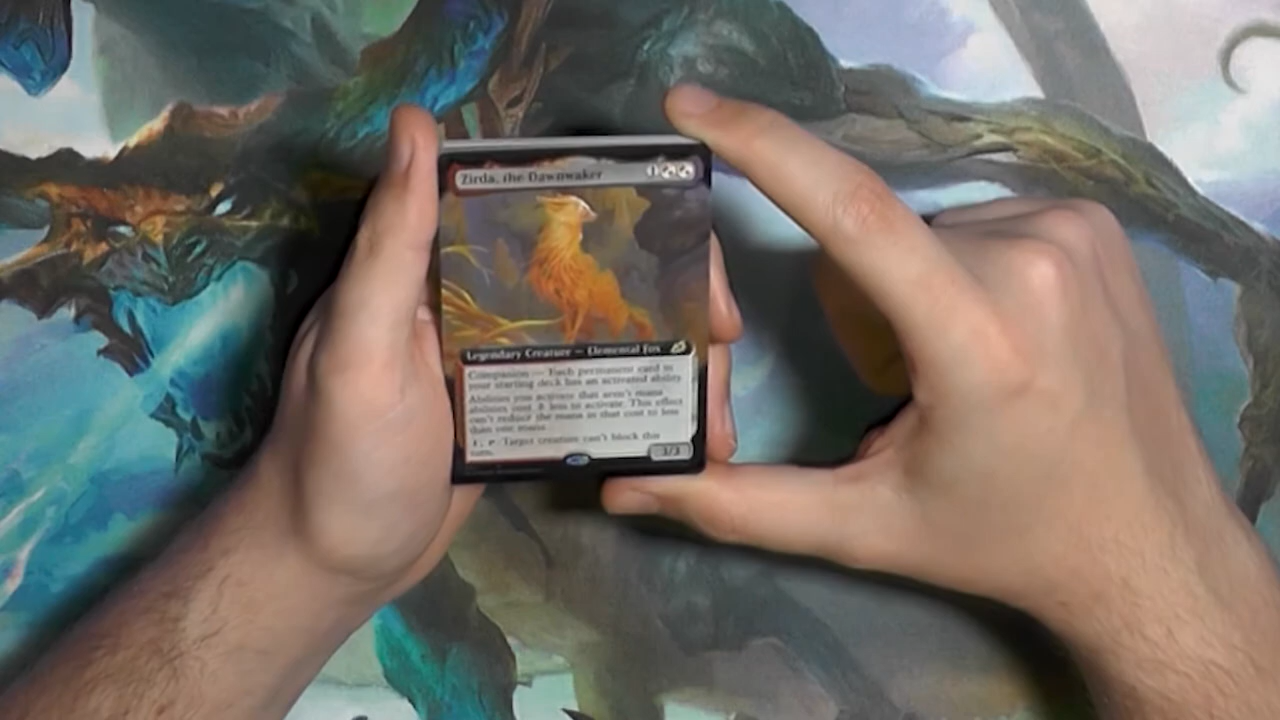 Zirda, the Dawnwaker 1
Legendary Creature — Elemental Fox
Companion — Each permanent card in
your starting deck has an activated ability.
Abilities you activate that aren't mana
abilities cost 2 less to activate. This effect
can't reduce the mana in that cost to less
than one mana.
1, T: Target creature can't block this
turn.
3/3